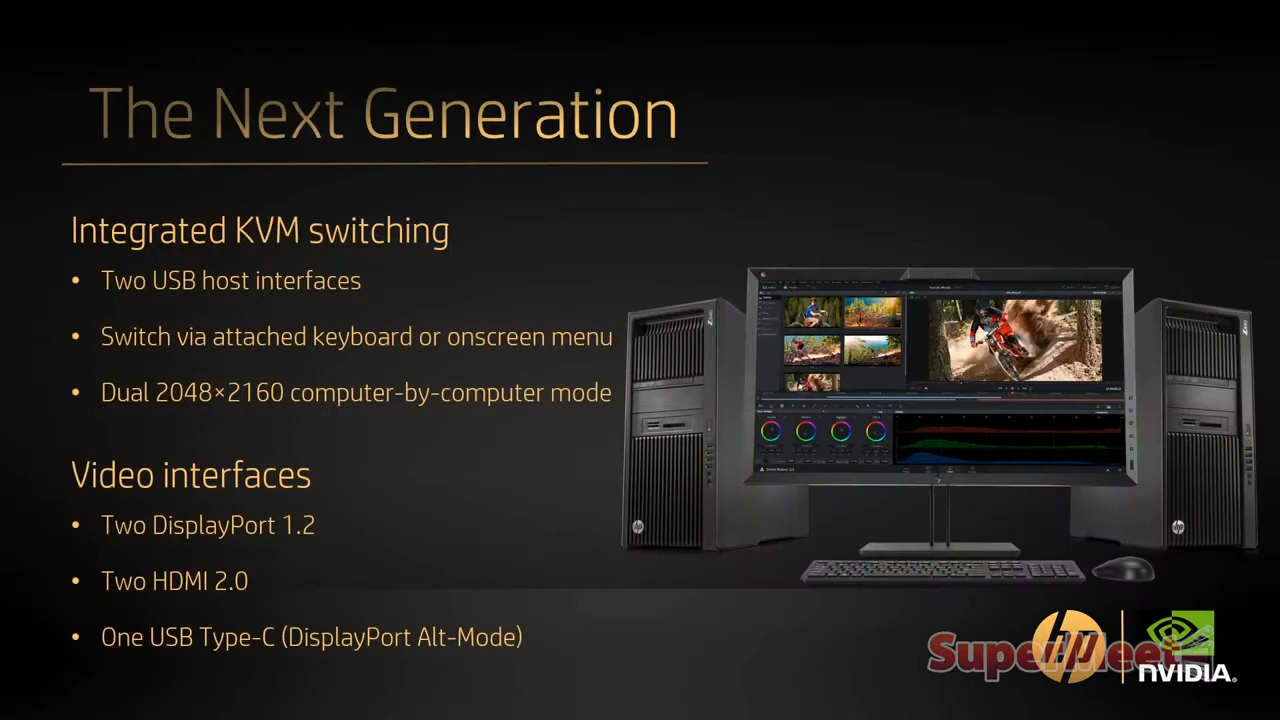 The Next Generation
Integrated KVM switching
• Two USB host interfaces
• Switch via attached keyboard or onscreen menu
• Dual 2048×2160 computer-by-computer mode
Video interfaces
• Two DisplayPort 1.2
• Two HDMI 2.0
• One USB Type-C (DisplayPort Alt-Mode)
hp
SuperMeet
NVIDIA.